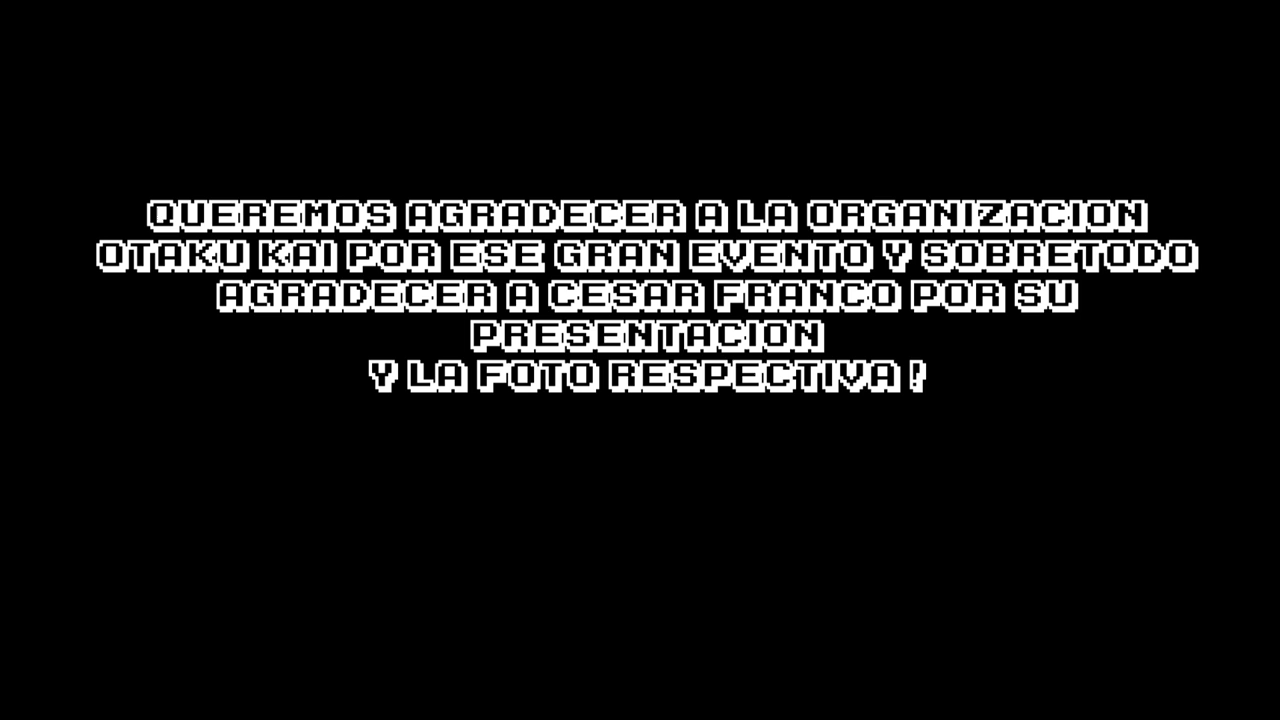 QUEREMOS AGRADECER A LA ORGANIZACION
OTAKU KAI POR ESE GRAN EVENTO Y SOBRETODO
AGRADECER A CESAR FRANCO POR SU
PRESENTACION
Y LA FOTO RESPECTIVA !